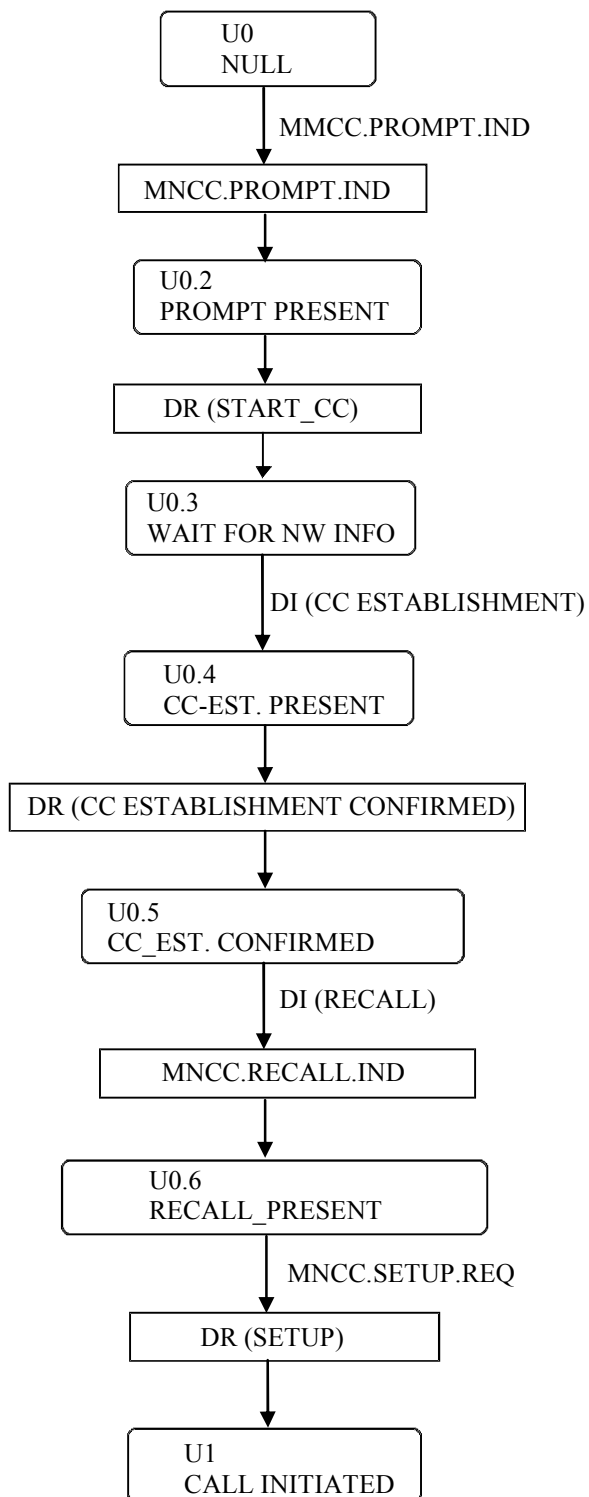 U0
NULL
MMCC.PROMPT.IND
MNCC.PROMPT.IND
U0.2
PROMPT PRESENT
DR (START_CC)
U0.3
WAIT FOR NW INFO
DI (CC ESTABLISHMENT)
U0.4
CC-EST. PRESENT
DR (CC ESTABLISHMENT CONFIRMED)
U0.5
CC_EST. CONFIRMED
DI (RECALL)
MNCC.RECALL.IND
U0.6
RECALL_PRESENT
MNCC.SETUP.REQ
DR (SETUP)
U1
CALL INITIATED